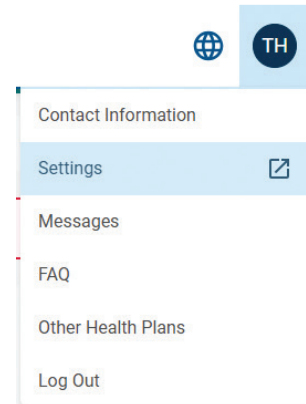 TH
Contact Information
Settings
Messages
FAQ
Other Health Plans
Log Out